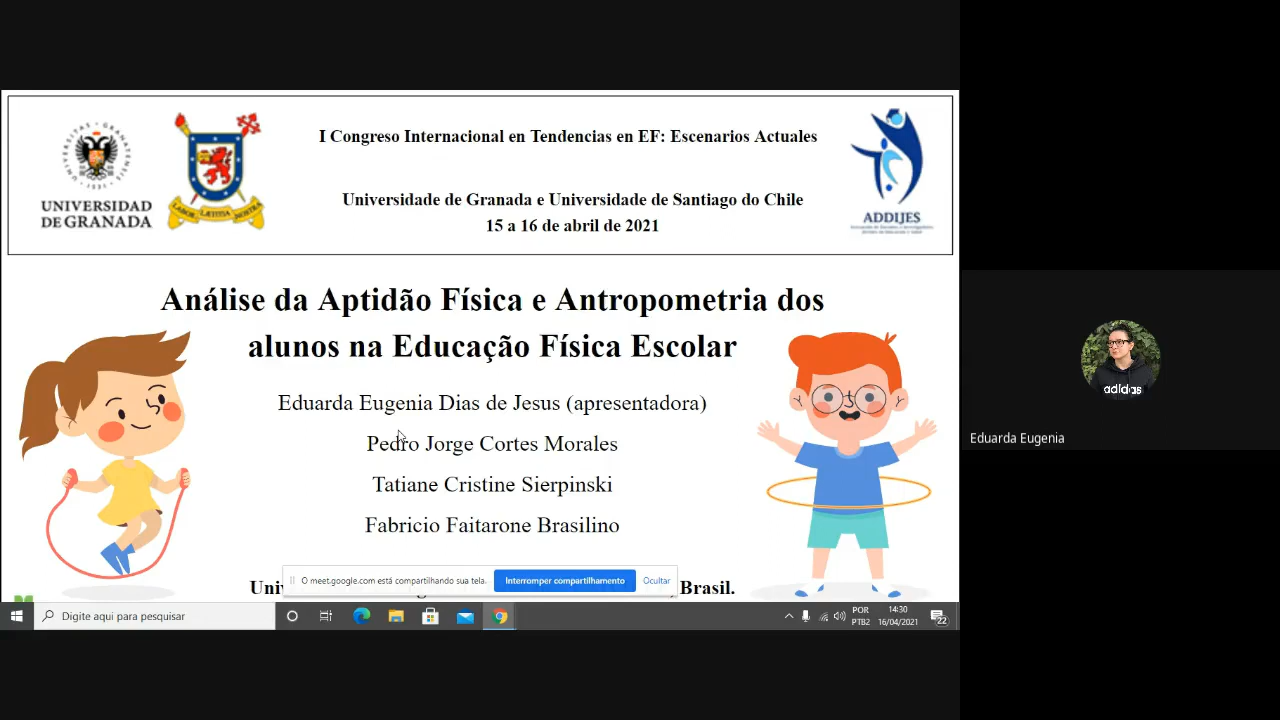 I Congreso Internacional en Tendencias en EF: Escenarios Actuales
UNIVERSIDAD
DE GRANADA
LABOR LÆTITIA NOSTRA
Universidade de Granada e Universidade de Santiago do Chile
15 a 16 de abril de 2021
ADDIJES
Análise da Aptidão Física e Antropometria dos
alunos na Educação Física Escolar
Eduarda Eugenia Dias de Jesus (apresentadora)
Pedro Jorge Cortes Morales
Tatiane Cristine Sierpinski
Fabricio Faitarone Brasilino
Brasil.
O meet.google.com está compartilhando sua tela.
Interromper compartilhamento
Ocultar
Digite aqui para pesquisar
POR
PTB2
14:30
16/04/2021
22
adidas
Eduarda Eugenia